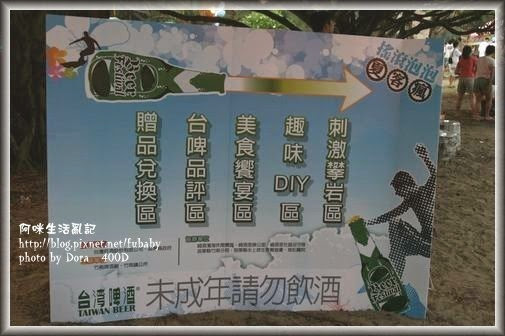 搖滾泡泡
夏客瘋
Beer Festival
贈品兌換區
台啤品評區
美食饗宴區
趣味DIY區
刺激攀岩區
阿咪生活亂記
http://blog.pixnet.net/fubaby
photo by Dora 400D
台湾啤酒
TAIWAN BEER
未成年請勿飲酒